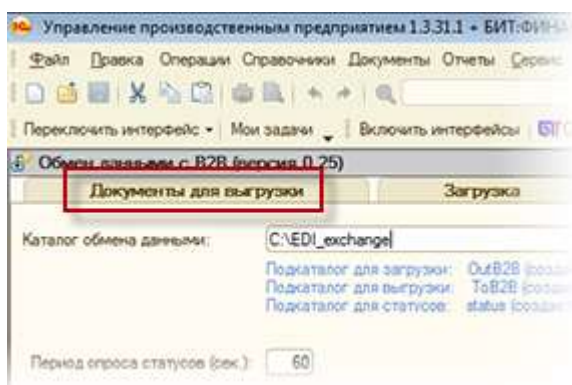 Управление производственным предприятием 1.3.31.1 + БИТ:ФИНА
Файл Правка Операции Справочники Документы Отчеты Сервис
Переключить интерфейс Мои задачи Включить интерфейсы
Обмен данными с B2B (версия 0.25)
Документы для выгрузки Загрузка
Каталог обмена данными: C:\EDI_exchange
Подкаталог для загрузки: OutB2B
Подкаталог для выгрузки: ToB2B
Подкаталог для статусов: status
Период опроса статусов (сек.): 60